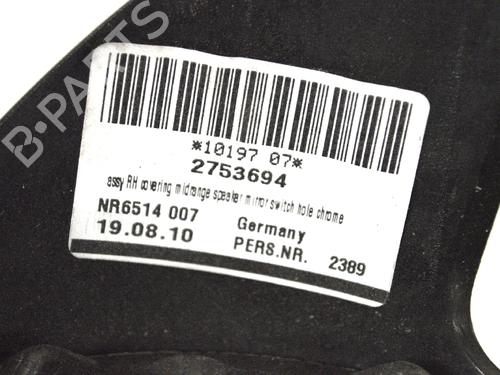 B-PARTS
*10197 07*
2753694
assy RH covering midrange speaker mirror switch hole chrome
NR6514 007 Germany
19.08.10 PERS.NR. 2389